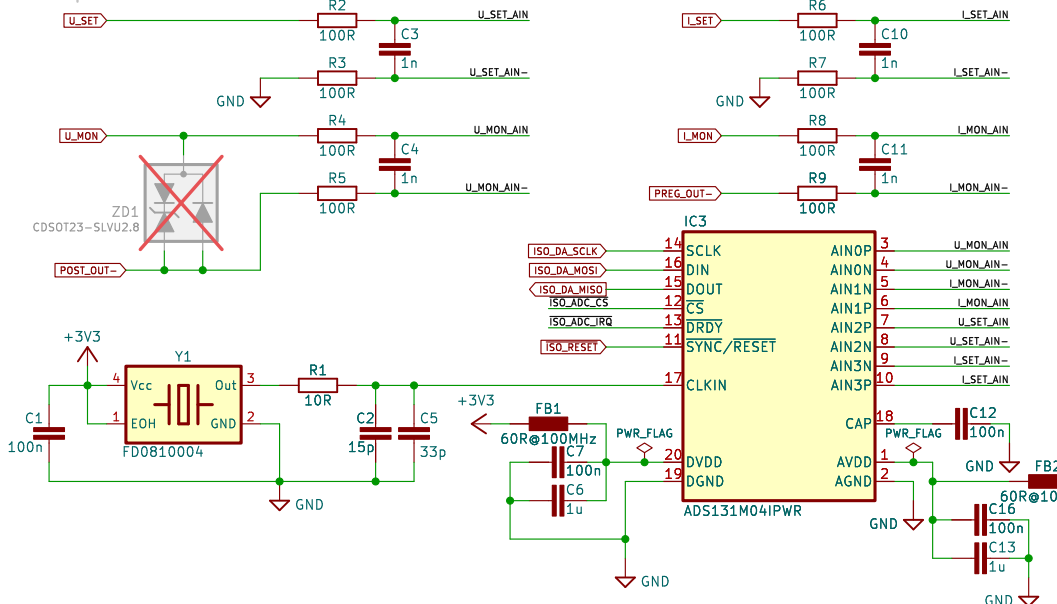 R2
U_SET
100R
U_SET_AIN
C3
1n
R3
100R
GND
U_SET_AIN-
R6
I_SET
100R
I_SET_AIN
C10
1n
R7
100R
GND
I_SET_AIN-
R4
U_MON
100R
U_MON_AIN
C4
1n
R5
100R
U_MON_AIN-
ZD1
CDSOT23-SLVU2.8
POST_OUT-
R8
I_MON
100R
I_MON_AIN
C11
1n
R9
PREG_OUT-
100R
I_MON_AIN-
IC3
ISO_DA_SCLK 14 SCLK AIN0P 3 U_MON_AIN
ISO_DA_MOSI 16 DIN AIN0N 4 U_MON_AIN-
ISO_DA_MISO 15 DOUT AIN1N 5 I_MON_AIN-
ISO_ADC_CS 12 CS AIN1P 6 I_MON_AIN
ISO_ADC_IRQ 13 DRDY AIN2P 7 U_SET_AIN
ISO_RESET 11 SYNC/RESET AIN2N 8 U_SET_AIN-
AIN3N 9 I_SET_AIN-
17 CLKIN AIN3P 10 I_SET_AIN
CAP 18 C12
100n
GND
20 DVDD AVDD 1
19 DGND AGND 2
ADS131M04IPWR
+3V3
Y1
4 Vcc Out 3
1 EOH GND 2
FD0810004
C1
100n
R1
10R
C2
15p
C5
33p
GND
+3V3
FB1
60R@100MHz
PWR_FLAG
C7
100n
C6
1u
GND
PWR_FLAG
GND
FB2
60R@10
C16
100n
C13
1u
GND